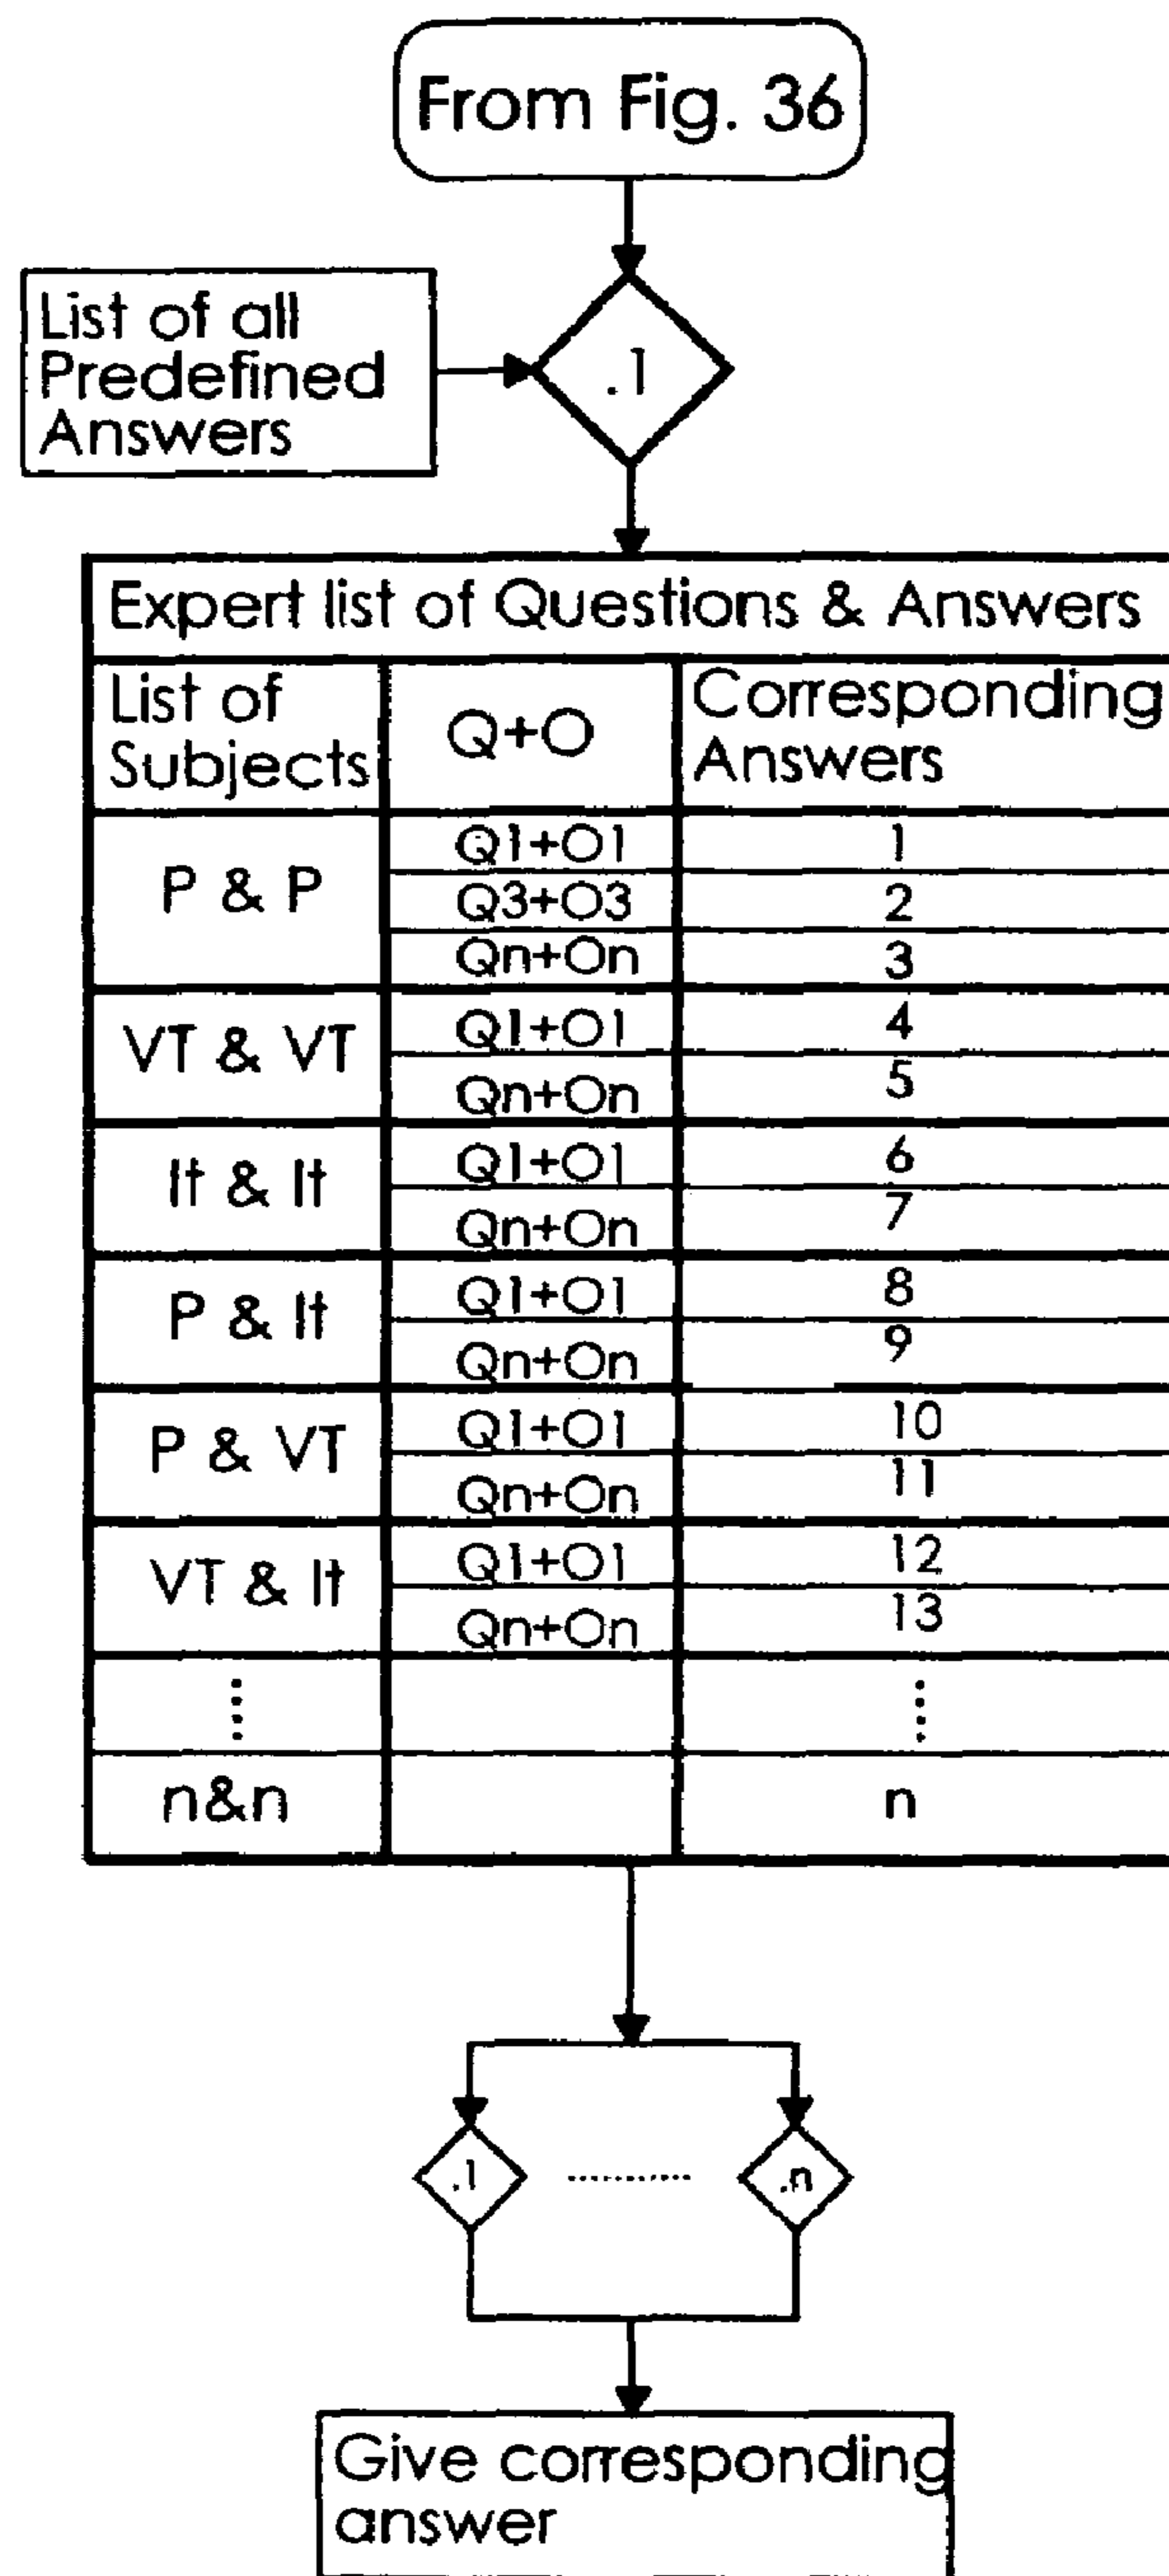 From Fig. 36
List of all
Predefined
Answers
.1
Expert list of Questions & Answers
List of
Subjects
Q+O
Corresponding
Answers
P & P
Q1+O1
1
Q3+O3
2
Qn+On
3
VT & VT
Q1+O1
4
Qn+On
5
It & It
Q1+O1
6
Qn+On
7
P & It
Q1+O1
8
Qn+On
9
P & VT
Q1+O1
10
Qn+On
11
VT & It
Q1+O1
12
Qn+On
13
n&n
n
.1
.n
Give corresponding
answer